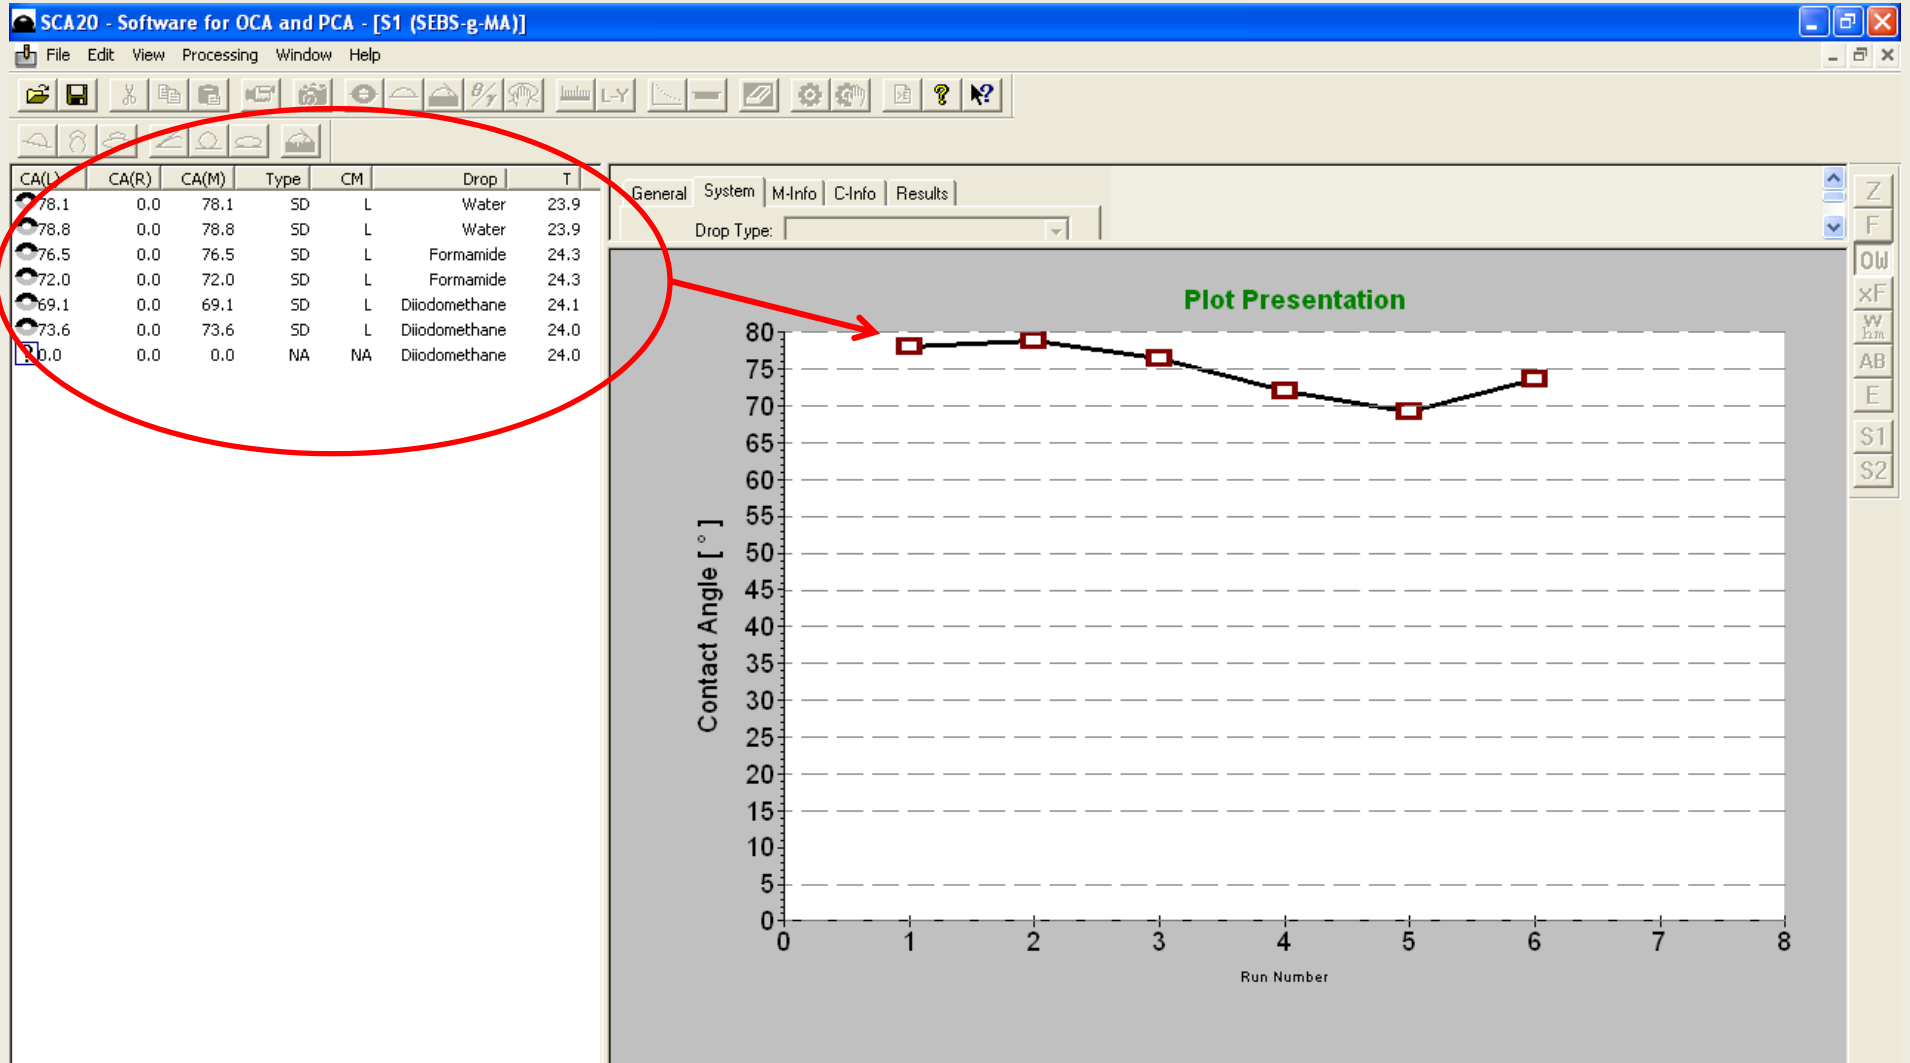 SCA20 - Software for OCA and PCA - [S1 (SEBS-g-MA)]
File Edit View Processing Window Help
L-Y
CA(L) CA(R) CA(M) Type CM Drop T
78.1 0.0 78.1 SD L Water 23.9
78.8 0.0 78.8 SD L Water 23.9
76.5 0.0 76.5 SD L Formamide 24.3
72.0 0.0 72.0 SD L Formamide 24.3
69.1 0.0 69.1 SD L Diiodomethane 24.1
73.6 0.0 73.6 SD L Diiodomethane 24.0
? 0.0 0.0 0.0 NA NA Diiodomethane 24.0
General System M-Info C-Info Results
Drop Type:
Plot Presentation
Contact Angle [ ° ]
80
75
70
65
60
55
50
45
40
35
30
25
20
15
10
5
0
0 1 2 3 4 5 6 7 8
Run Number
Z
F
OW
xF
W
hm
AB
E
S1
S2